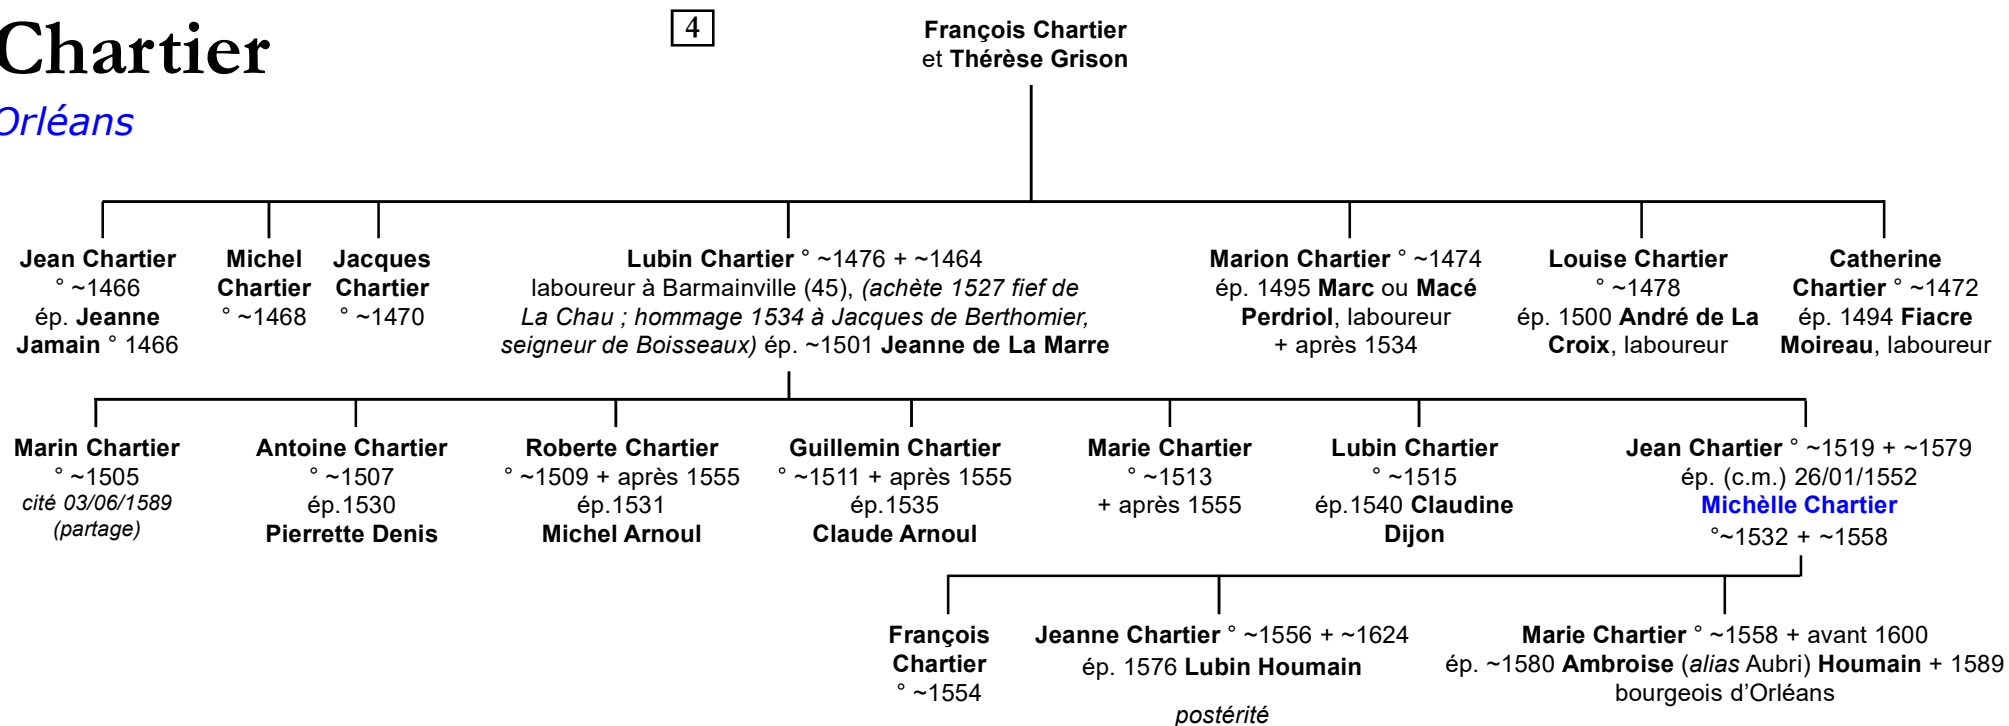 Chartier
Orléans
4
François Chartier
et Thérèse Grison
Jean Chartier
° ~1466
ép. Jeanne
Jamain ° 1466
Michel
Chartier
° ~1468
Jacques
Chartier
° ~1470
Lubin Chartier ° ~1476 + ~1464
laboureur à Barmainville (45), (achète 1527 fief de
La Chau ; hommage 1534 à Jacques de Berthomier,
seigneur de Boisseaux) ép. ~1501 Jeanne de La Marre
Marion Chartier ° ~1474
ép. 1495 Marc ou Macé
Perdriol, laboureur
+ après 1534
Louise Chartier
° ~1478
ép. 1500 André de La
Croix, laboureur
Catherine
Chartier ° ~1472
ép. 1494 Fiacre
Moireau, laboureur
Marin Chartier
° ~1505
cité 03/06/1589
(partage)
Antoine Chartier
° ~1507
ép.1530
Pierrette Denis
Roberte Chartier
° ~1509 + après 1555
ép.1531
Michel Arnoul
Guillemin Chartier
° ~1511 + après 1555
ép.1535
Claude Arnoul
Marie Chartier
° ~1513
+ après 1555
Lubin Chartier
° ~1515
ép.1540 Claudine
Dijon
Jean Chartier ° ~1519 + ~1579
ép. (c.m.) 26/01/1552
Michèlle Chartier
°~1532 + ~1558
François
Chartier
° ~1554
Jeanne Chartier ° ~1556 + ~1624
ép. 1576 Lubin Houmain
postérité
Marie Chartier ° ~1558 + avant 1600
ép. ~1580 Ambroise (alias Aubri) Houmain + 1589
bourgeois d'Orléans